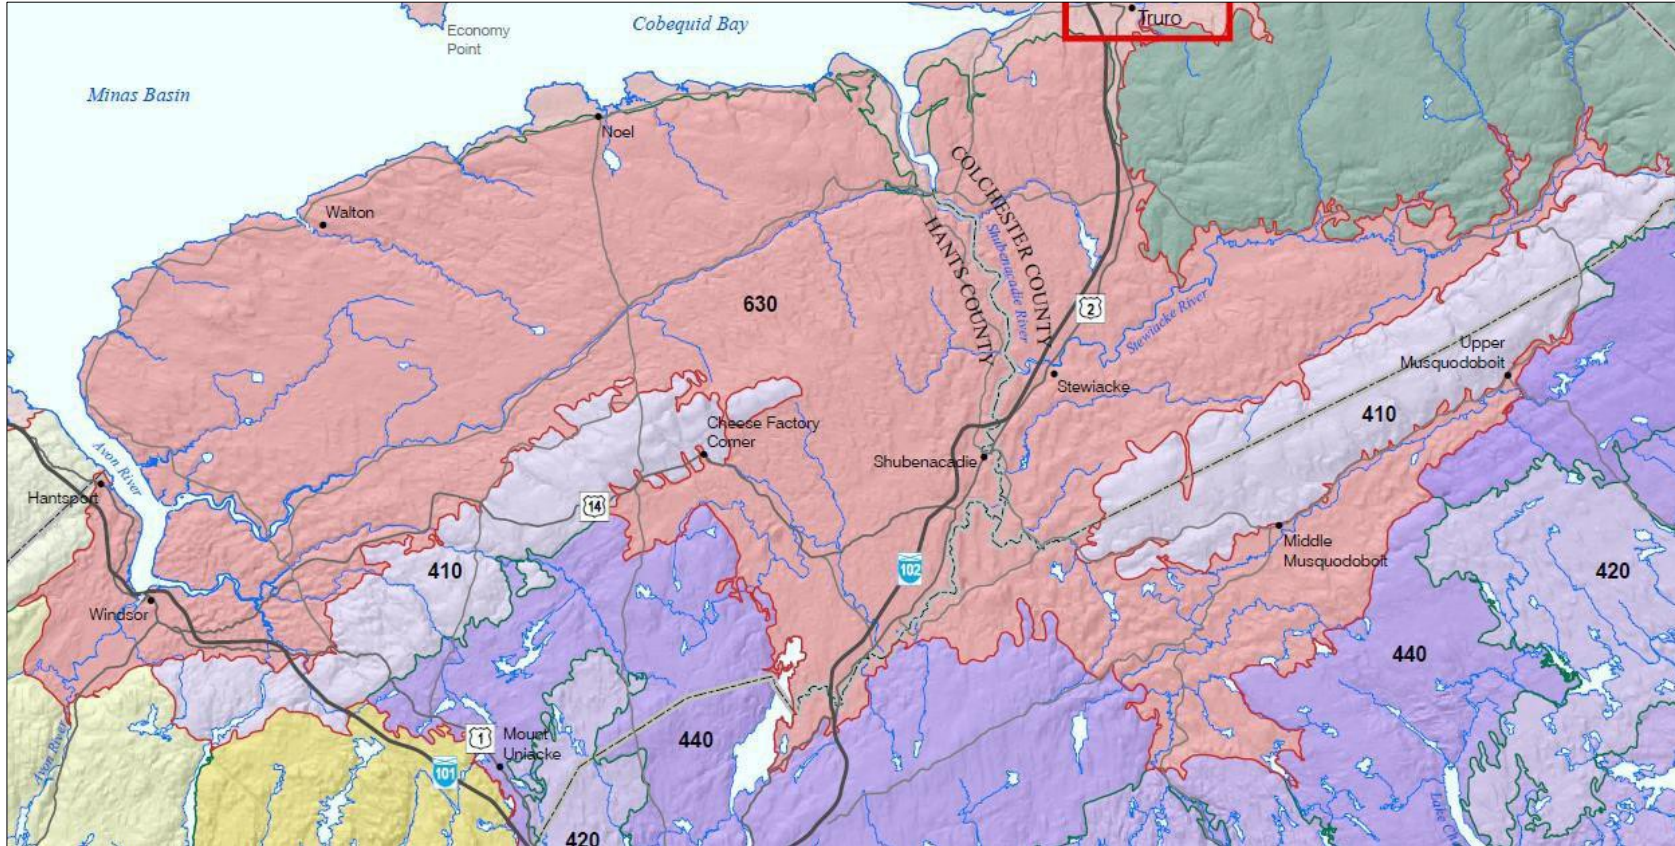 Economy
Point
Cobequid Bay
Truro
Minas Basin
Noel
Walton
COLCHESTER COUNTY
HANTS COUNTY
Shubenacadie River
630
2
Stewiacke River
Upper
Musquodoboit
Stewiacke
410
Cheese Factory
Corner
Avon River
Shubenacadie
Hantsport
14
Middle
Musquodoboit
410
102
420
Windsor
440
Avon River
1
Mount
Uniacke
440
101
Lake Ch
420